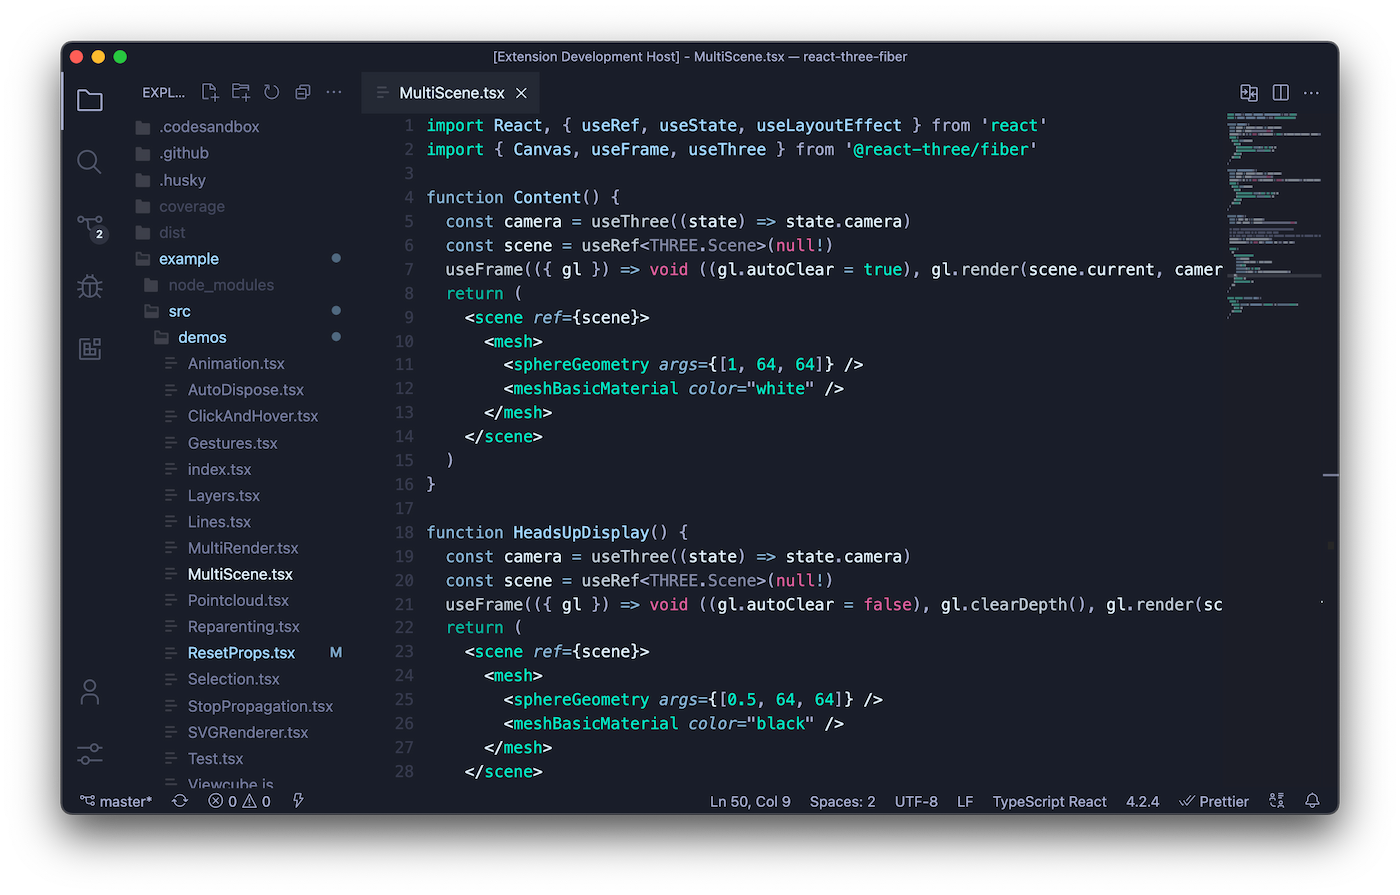 [Extension Development Host] - MultiScene.tsx — react-three-fiber
EXPL...
MultiScene.tsx
.codesandbox
.github
.husky
coverage
dist
example
node_modules
src
demos
Animation.tsx
AutoDispose.tsx
ClickAndHover.tsx
Gestures.tsx
index.tsx
Layers.tsx
Lines.tsx
MultiRender.tsx
MultiScene.tsx
Pointcloud.tsx
Reparenting.tsx
ResetProps.tsx M
Selection.tsx
StopPropagation.tsx
SVGRenderer.tsx
Test.tsx
Viewcube.js
2
1 import React, { useRef, useState, useLayoutEffect } from 'react'
2 import { Canvas, useFrame, useThree } from '@react-three/fiber'
3
4 function Content() {
5 const camera = useThree((state) => state.camera)
6 const scene = useRef<THREE.Scene>(null!)
7 useFrame(({ gl }) => void ((gl.autoClear = true), gl.render(scene.current, camer
8 return (
9 <scene ref={scene}>
10 <mesh>
11 <sphereGeometry args={[1, 64, 64]} />
12 <meshBasicMaterial color="white" />
13 </mesh>
14 </scene>
15 )
16 }
17
18 function HeadsUpDisplay() {
19 const camera = useThree((state) => state.camera)
20 const scene = useRef<THREE.Scene>(null!)
21 useFrame(({ gl }) => void ((gl.autoClear = false), gl.clearDepth(), gl.render(sc
22 return (
23 <scene ref={scene}>
24 <mesh>
25 <sphereGeometry args={[0.5, 64, 64]} />
26 <meshBasicMaterial color="black" />
27 </mesh>
28 </scene>
master* 0 0 Ln 50, Col 9 Spaces: 2 UTF-8 LF TypeScript React 4.2.4 Prettier